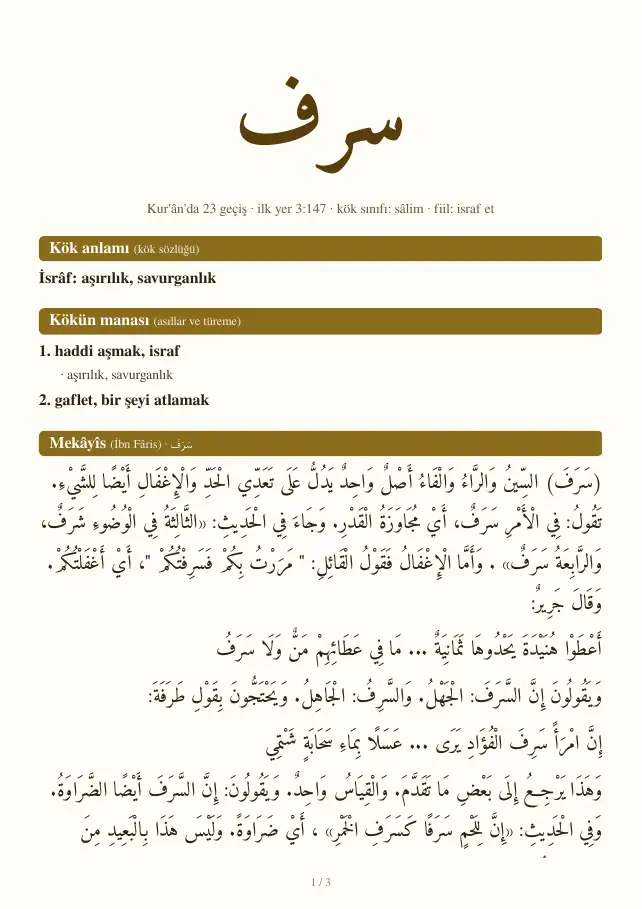 سرف
Kur'ân'da 23 geçiş · ilk yer 3:147 · kök sınıfı: sâlim · fiil: israf et
Kök anlamı (kök sözlüğü)
İsrâf: aşırılık, savurganlık
Kökün manası (asıllar ve türeme)
1. haddi aşmak, israf
· aşırılık, savurganlık
2. gaflet, bir şeyi atlamak
Mekâyîs (İbn Fâris) · سَرَفَ
(سَرَفَ) السِّينُ وَالرَّاءُ وَالْفَاءُ أَصْلٌ وَاحِدٌ يَدُلُّ عَلَى تَعَدِّي الْحَدِّ وَالْإِغْفَالِ أَيْضًا لِلشَّيْءِ.
تَقُولُ: فِي الْأَمْرِ سَرَفٌ، أَيْ مُجَاوَزَةُ الْقَدْرِ. وَجَاءَ فِي الْحَدِيثِ: «الثَّالِثَةُ فِي الْوُضُوءِ شَرَفٌ،
وَالرَّابِعَةُ سَرَفٌ» . وَأَمَّا الْإِغْفَالُ فَقَوْلُ الْقَائِلِ: " مَرَرْتُ بِكُمْ فَسَرِفْتُكُمْ "، أَيْ أَغْفَلْتُكُمْ.
وَقَالَ جَرِيرٌ:
أَعْطَوْا هُنَيْدَةَ يَحْدُوهَا ثَمَانِيَةٌ ... مَا فِي عَطَائِهِمْ مَنٌّ وَلَا سَرَفُ
وَيَقُولُونَ إِنَّ السَّرَفَ: الْجَهْلُ. وَالسَّرِفُ: الْجَاهِلُ. وَيَحْتَجُّونَ بِقَوْلِ طَرَفَةَ:
إِنَّ امْرَأً سَرِفَ الْفُؤَادِ يَرَى ... عَسَلًا بِمَاءِ سَحَابَةٍ شَتْمِي
وَهَذَا يَرْجِعُ إِلَى بَعْضِ مَا تَقَدَّمَ. وَالْقِيَاسُ وَاحِدٌ. وَيَقُولُونَ: إِنَّ السَّرَفَ أَيْضًا الضَّرَاوَةُ.
وَفِي الْحَدِيثِ: «إِنَّ لِلَّحْمِ سَرَفًا كَسَرَفِ الْخَمْرِ» ، أَيْ ضَرَاوَةً. وَلَيْسَ هَذَا بِالْبَعِيدِ مِنَ
1 / 3